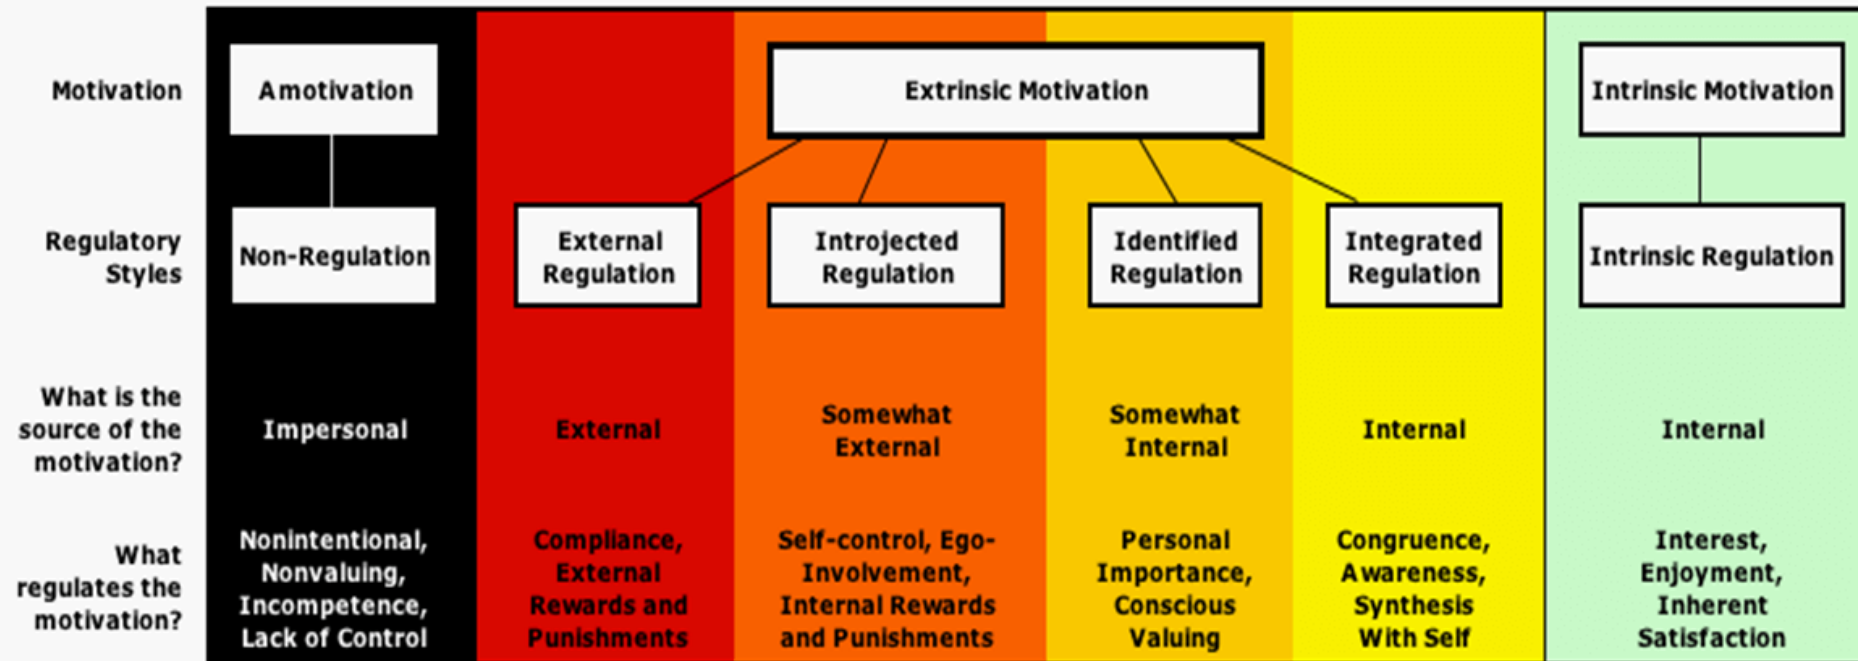 Motivation
Amotivation
Extrinsic Motivation
Intrinsic Motivation
Regulatory
Styles
Non-Regulation
External
Regulation
Introjected
Regulation
Identified
Regulation
Integrated
Regulation
Intrinsic Regulation
What is the
source of the
motivation?
Impersonal
External
Somewhat
External
Somewhat
Internal
Internal
Internal
What
regulates the
motivation?
Nonintentional,
Nonvaluing,
Incompetence,
Lack of Control
Compliance,
External
Rewards and
Punishments
Self-control, Ego-
Involvement,
Internal Rewards
and Punishments
Personal
Importance,
Conscious
Valuing
Congruence,
Awareness,
Synthesis
With Self
Interest,
Enjoyment,
Inherent
Satisfaction